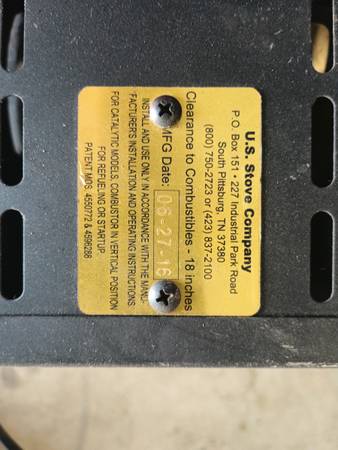 U.S. Stove Company
P.O. Box 151 • 227 Industrial Park Road
South Pittsburg, TN 37380
(800) 750-2723 or (423) 837-2100
Clearance to Combustibles - 18 inches
MFG Date: 06-27-16
INSTALL AND USE ONLY IN ACCORDANCE WITH THE MANU-
FACTURER'S INSTALLATION AND OPERATING INSTRUCTIONS.
FOR CATALYTIC MODELS, COMBUSTOR IN VERTICAL POSITION
FOR REFUELING OR STARTUP.
PATENT NOS. 4550772 & 4596288